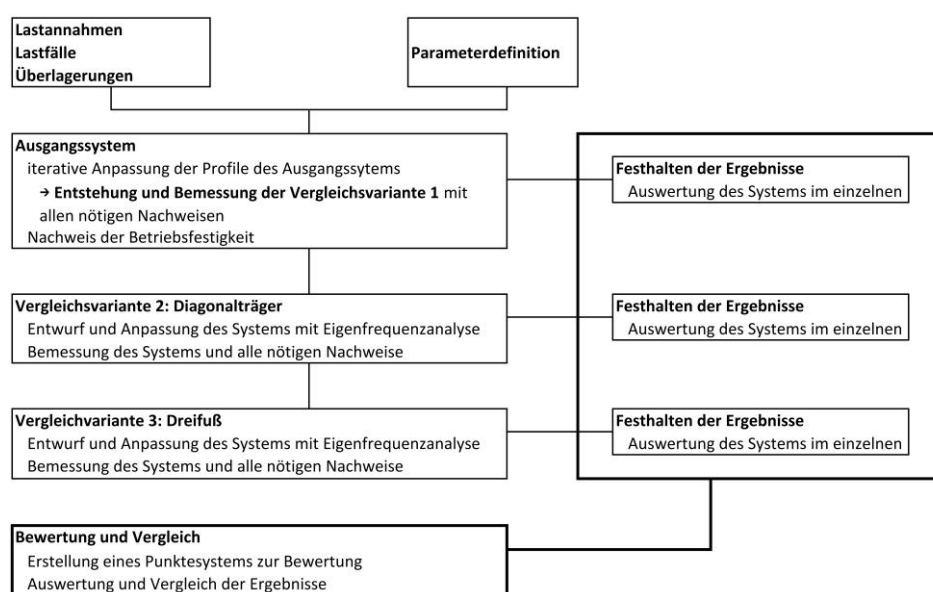 Lastannahmen
Lastfälle
Überlagerungen
Parameterdefinition
Ausgangssystem
iterative Anpassung der Profile des Ausgangssytems
→ Entstehung und Bemessung der Vergleichsvariante 1 mit
allen nötigen Nachweisen
Nachweis der Betriebsfestigkeit
Festhalten der Ergebnisse
Auswertung des Systems im einzelnen
Vergleichsvariante 2: Diagonalträger
Entwurf und Anpassung des Systems mit Eigenfrequenzanalyse
Bemessung des Systems und alle nötigen Nachweise
Festhalten der Ergebnisse
Auswertung des Systems im einzelnen
Vergleichvariante 3: Dreifuß
Entwurf und Anpassung des Systems mit Eigenfrequenzanalyse
Bemessung des Systems und alle nötigen Nachweise
Festhalten der Ergebnisse
Auswertung des Systems im einzelnen
Bewertung und Vergleich
Erstellung eines Punktesystems zur Bewertung
Auswertung und Vergleich der Ergebnisse